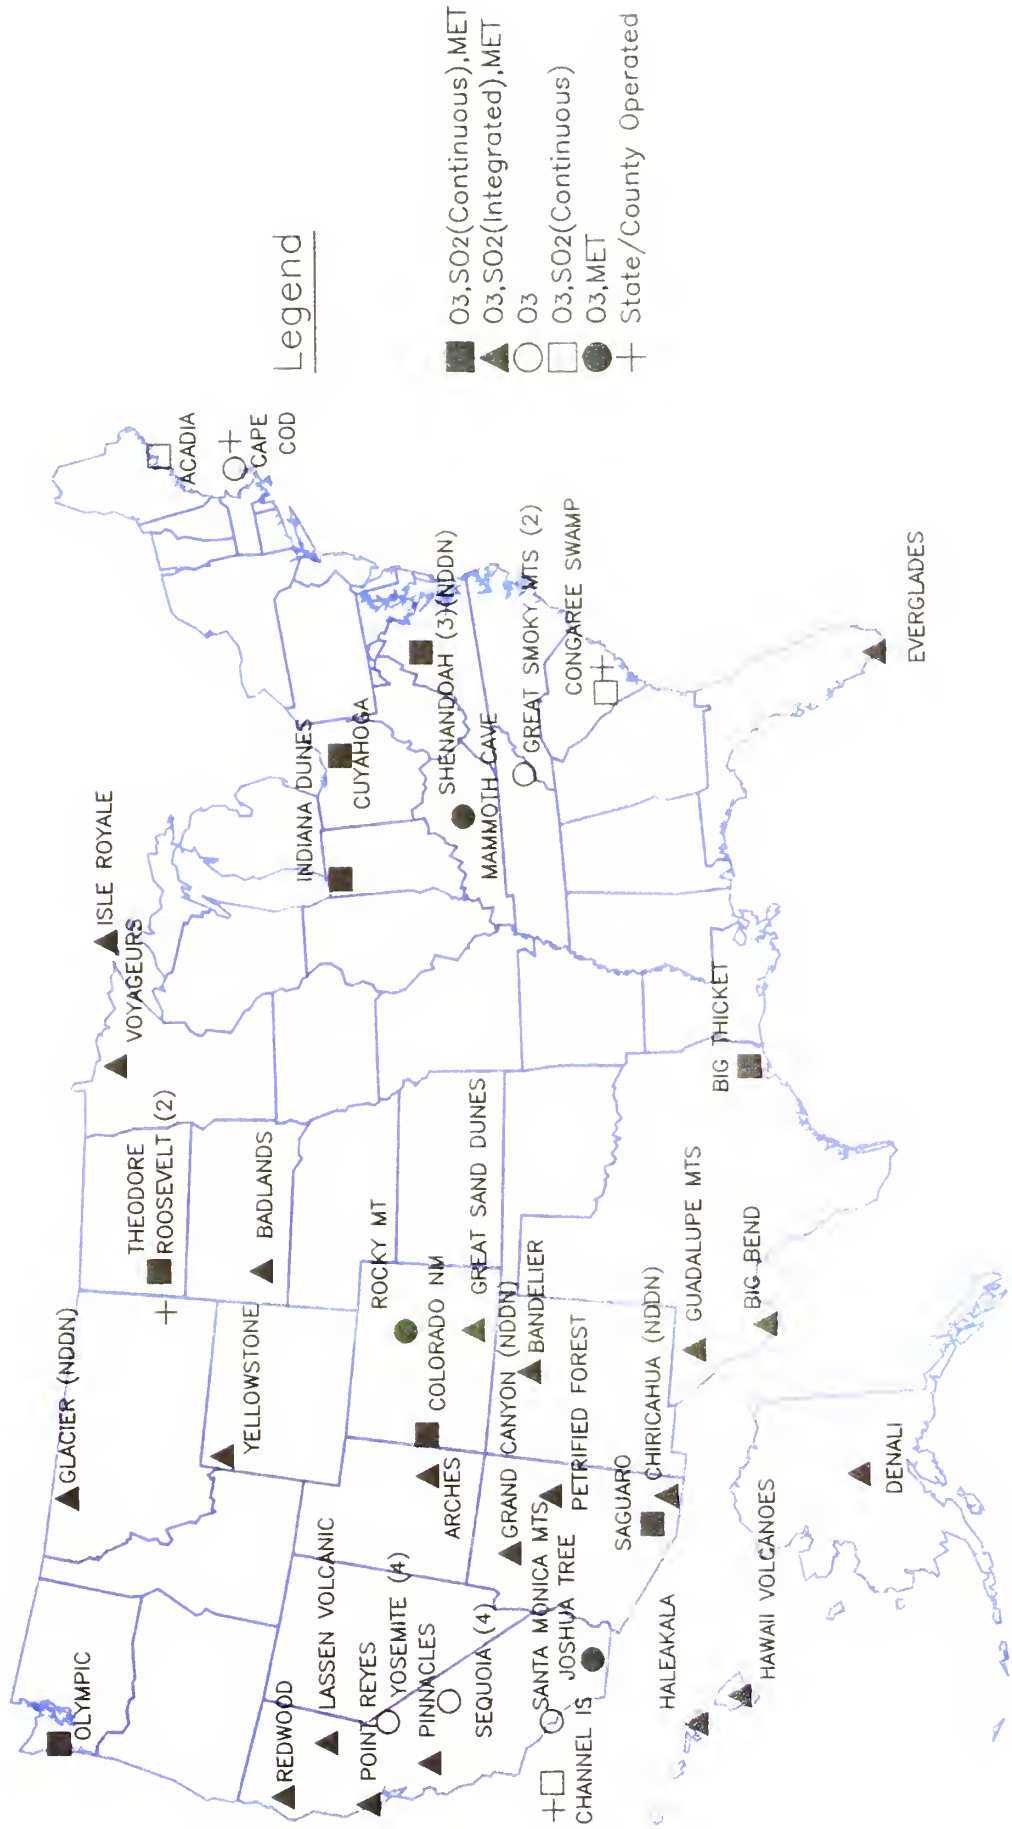 OLYMPIC
GLACIER (NDDN)
THEODORE
ROOSEVELT (2)
VOYAGEURS
ISLE ROYALE
ACADIA
CAPE
COD
REDWOOD
LASSEN VOLCANIC
YELLOWSTONE
BADLANDS
INDIANA DUNES
CUYAHOGA
POINT REYES
YOSEMITE (4)
PINNACLES
SEQUOIA (4)
ARCHES
COLORADO NM
ROCKY MT
GREAT SAND DUNES
MAMMOTH CAVE
SHENANDOAH (3)(NDDN)
GREAT SMOKY MTS (2)
CONGAREE SWAMP
GRAND CANYON (NDDN)
BANDELIER
SANTA MONICA MTS
JOSHUA TREE
CHANNEL IS
PETRIFIED FOREST
SAGUARO
CHIRICAHUA (NDDN)
GUADALUPE MTS
BIG BEND
BIG THICKET
EVERGLADES
HALEAKALA
HAWAII VOLCANOES
DENALI
Legend
O3,SO2(Continuous),MET
O3,SO2(Integrated),MET
O3
O3,SO2(Continuous)
O3,MET
State/County Operated